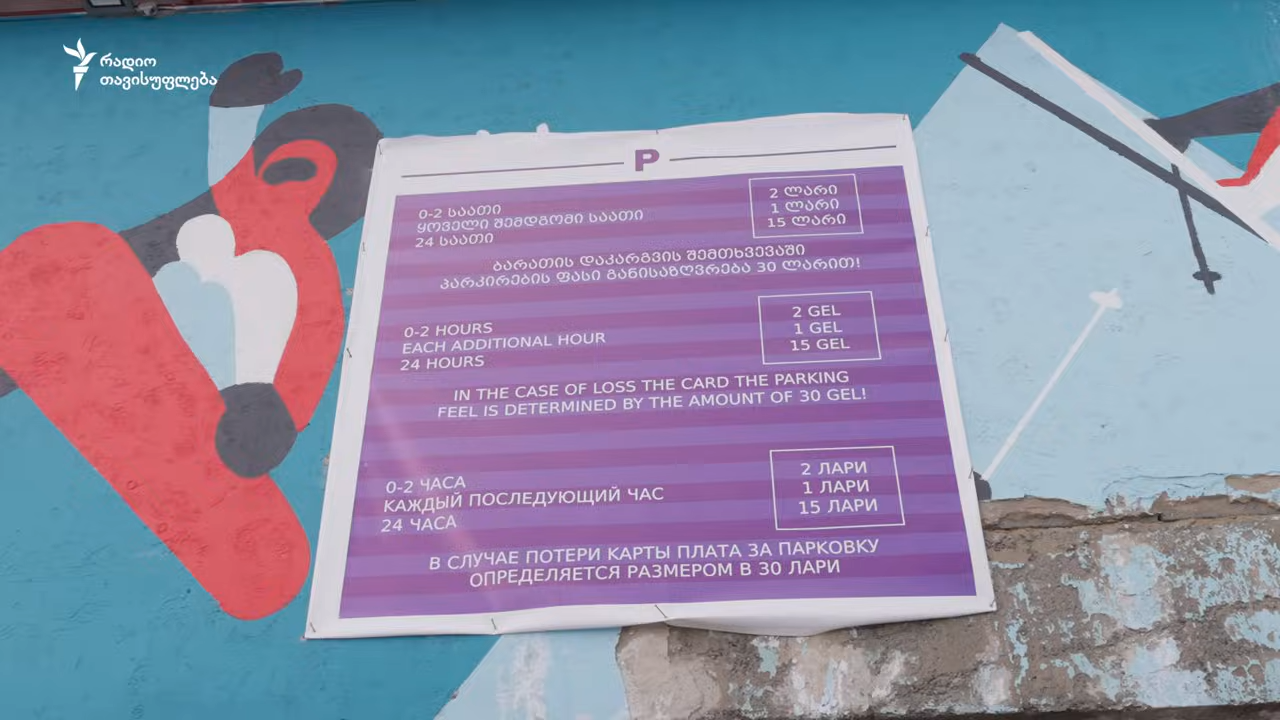 რადიო
თავისუფლება
P
0-2 ᲡᲐᲐᲗᲘ
ᲧᲝᲕᲔᲚᲘ ᲨᲔᲛᲓᲒᲝᲛᲘ ᲡᲐᲐᲗᲘ
24 ᲡᲐᲐᲗᲘ
2 ᲚᲐᲠᲘ
1 ᲚᲐᲠᲘ
15 ᲚᲐᲠᲘ
ᲑᲐᲠᲐᲗᲘᲡ ᲓᲐᲙᲐᲠᲒᲕᲘᲡ ᲨᲔᲛᲗᲮᲕᲔᲕᲐᲨᲘ
ᲞᲐᲠᲙᲘᲠᲔᲑᲘᲡ ᲤᲐᲡᲘ ᲒᲐᲜᲘᲡᲐᲖᲦᲕᲠᲔᲑᲐ 30 ᲚᲐᲠᲘᲗ!
0-2 HOURS
EACH ADDITIONAL HOUR
24 HOURS
2 GEL
1 GEL
15 GEL
IN THE CASE OF LOSS THE CARD THE PARKING
FEEL IS DETERMINED BY THE AMOUNT OF 30 GEL!
0-2 ЧАСА
КАЖДЫЙ ПОСЛЕДУЮЩИЙ ЧАС
24 ЧАСА
2 ЛАРИ
1 ЛАРИ
15 ЛАРИ
В СЛУЧАЕ ПОТЕРИ КАРТЫ ПЛАТА ЗА ПАРКОВКУ
ОПРЕДЕЛЯЕТСЯ РАЗМЕРОМ В 30 ЛАРИ